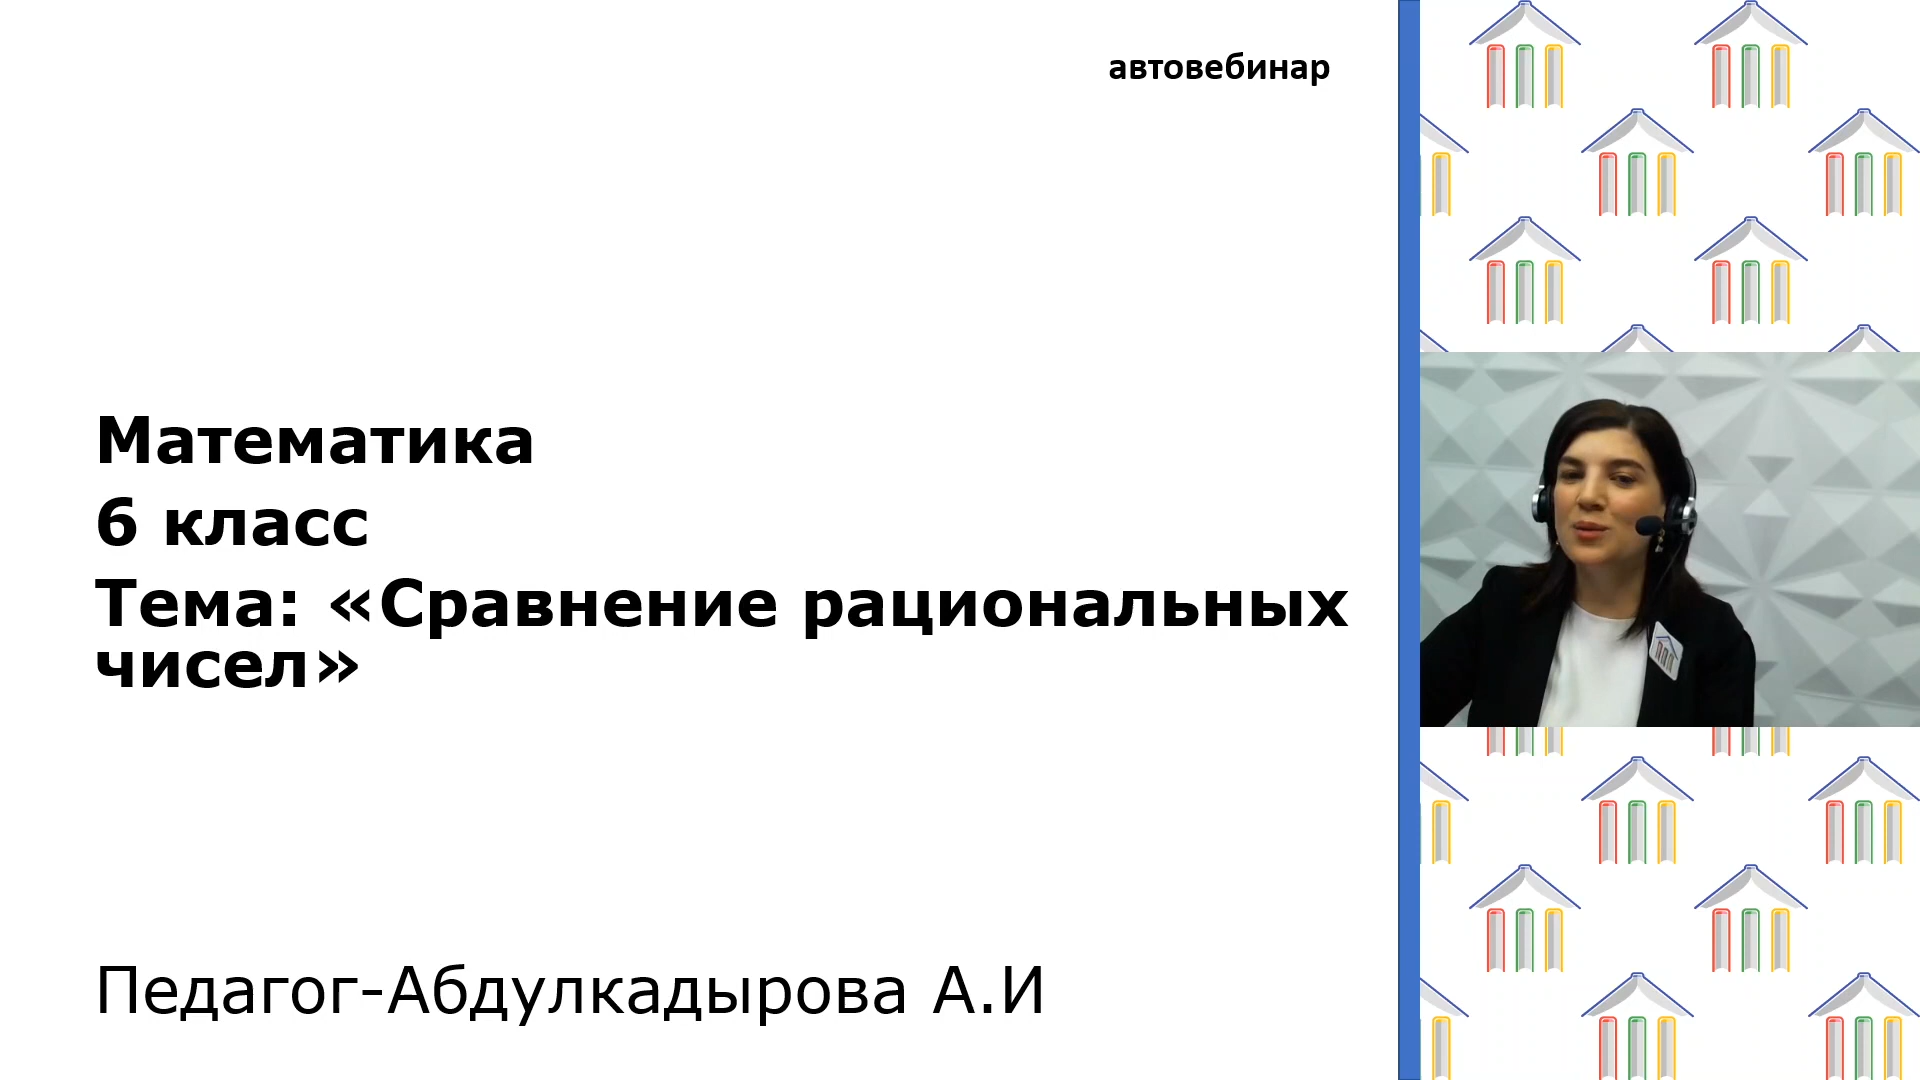 автовебинар
Математика
6 класс
Тема: «Сравнение рациональных
чисел»
Педагог-Абдулкадырова А.И